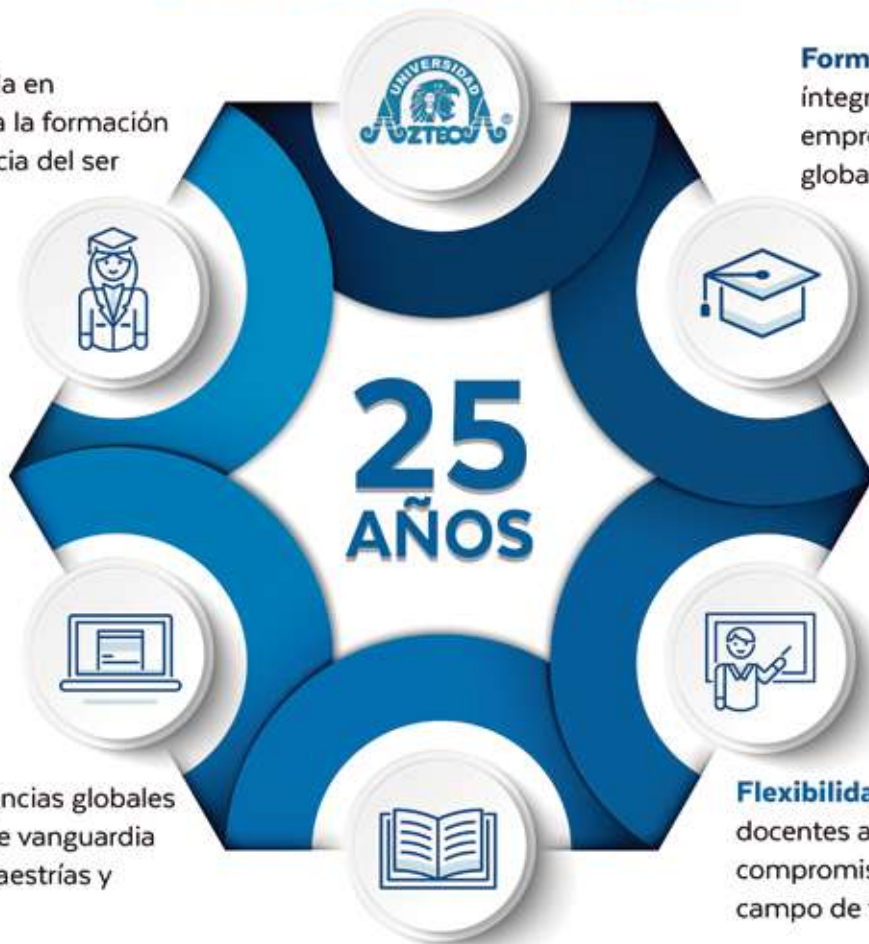 UNIVERSIDAD
AZTECA
®
a en
a la formación
cia del ser
Form
íntegr
empre
globa
25
AÑOS
ncias globales
e vanguardia
aestrías y
Flexibilida
docentes a
compromis
campo de